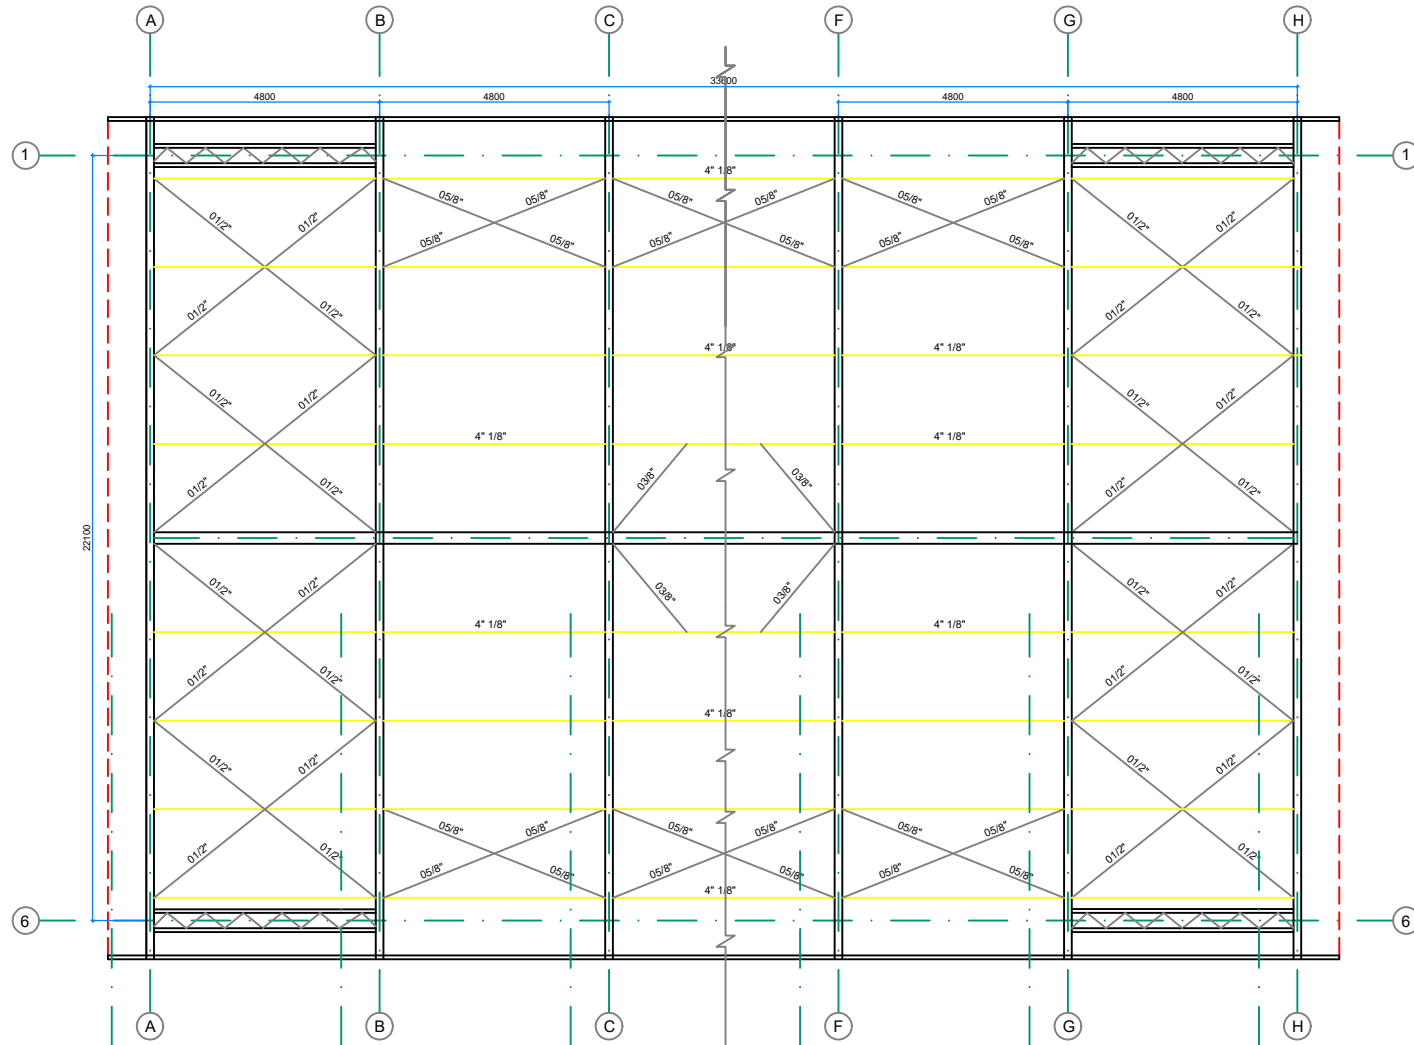 A B C F G H
33600
4800 4800 4800 4800
1 1
4" 1/8"
05/8" 05/8" 05/8" 05/8" 05/8" 05/8"
01/2" 01/2" 01/2" 01/2"
05/8" 05/8" 05/8" 05/8" 05/8" 05/8"
01/2" 01/2" 01/2" 01/2"
4" 1/8" 4" 1/8"
01/2" 01/2" 01/2" 01/2"
4" 1/8" 4" 1/8"
03/8" 03/8"
01/2" 01/2" 01/2" 01/2"
22100
01/2" 01/2" 01/2" 01/2"
03/8" 03/8"
4" 1/8" 4" 1/8"
01/2" 01/2" 01/2" 01/2"
4" 1/8"
01/2" 01/2" 01/2" 01/2"
05/8" 05/8" 05/8" 05/8" 05/8" 05/8"
01/2" 01/2" 01/2" 01/2"
05/8" 05/8" 05/8" 05/8" 05/8" 05/8"
4" 1/8"
6 6
A B C F G H